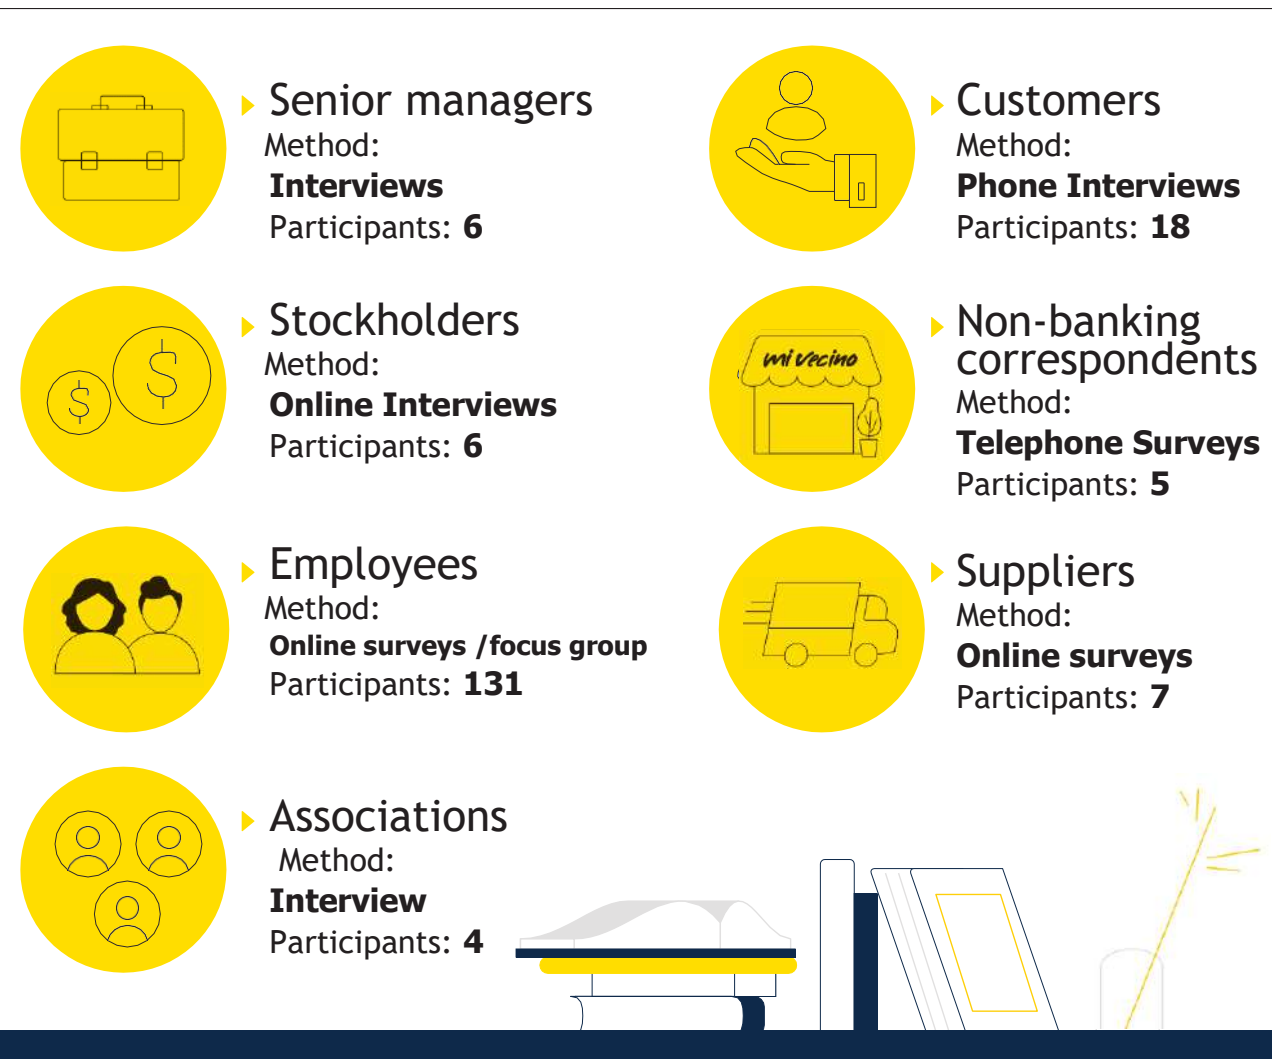 Senior managers
Method:
Interviews
Participants: 6
Stockholders
Method:
Online Interviews
Participants: 6
Employees
Method:
Online surveys /focus group
Participants: 131
Associations
Method:
Interview
Participants: 4
Customers
Method:
Phone Interviews
Participants: 18
mi vecino
Non-banking
correspondents
Method:
Telephone Surveys
Participants: 5
Suppliers
Method:
Online surveys
Participants: 7